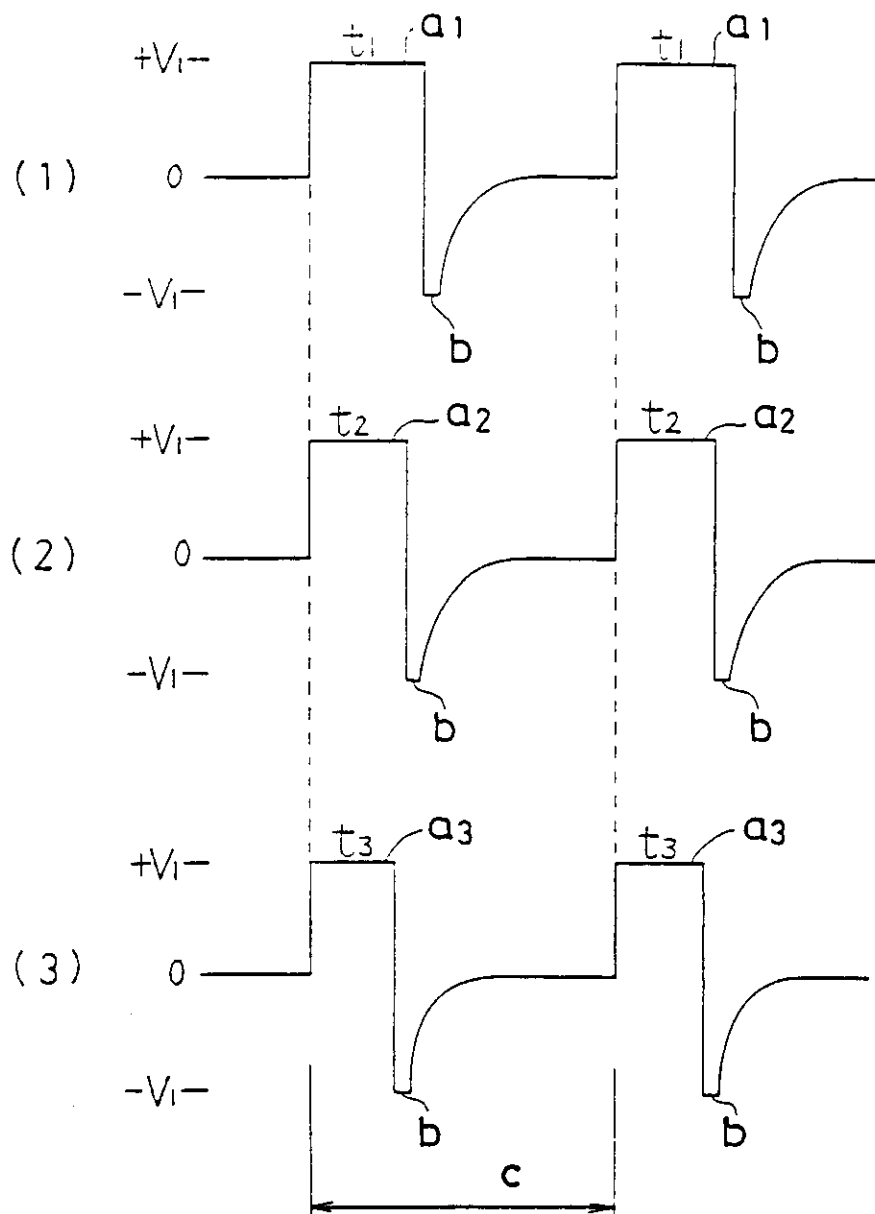 t1 a1 t1 a1
+V1
(1) 0
-V1
b b
t2 a2 t2 a2
+V1
(2) 0
-V1
b b
t3 a3 t3 a3
+V1
(3) 0
-V1
b b
c